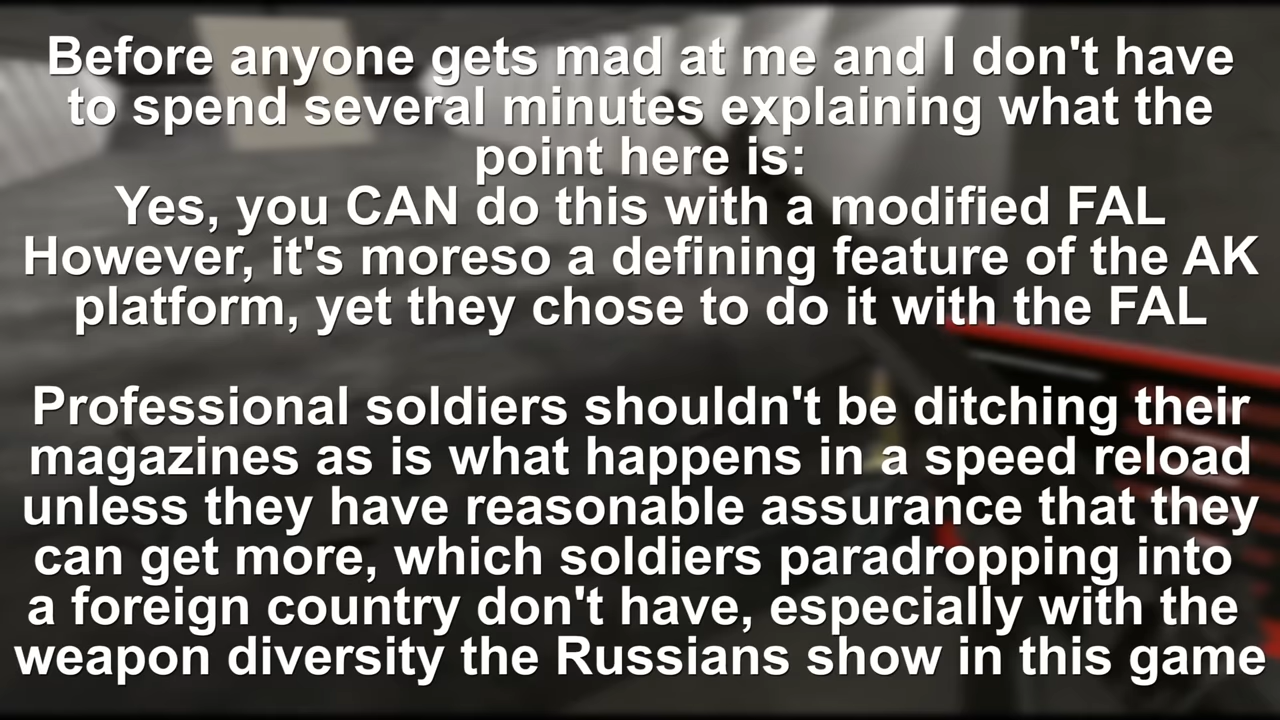 Before anyone gets mad at me and I don't have
to spend several minutes explaining what the
point here is:
Yes, you CAN do this with a modified FAL
However, it's moreso a defining feature of the AK
platform, yet they chose to do it with the FAL
Professional soldiers shouldn't be ditching their
magazines as is what happens in a speed reload
unless they have reasonable assurance that they
can get more, which soldiers paradropping into
a foreign country don't have, especially with the
weapon diversity the Russians show in this game